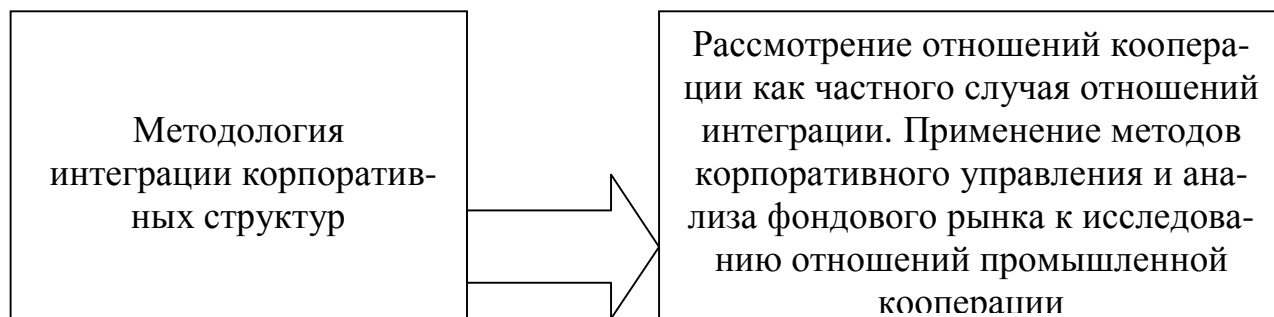 Методология
интеграции корпоратив-
ных структур
Рассмотрение отношений коопера-
ции как частного случая отношений
интеграции. Применение методов
корпоративного управления и ана-
лиза фондового рынка к исследова-
нию отношений промышленной
кооперации